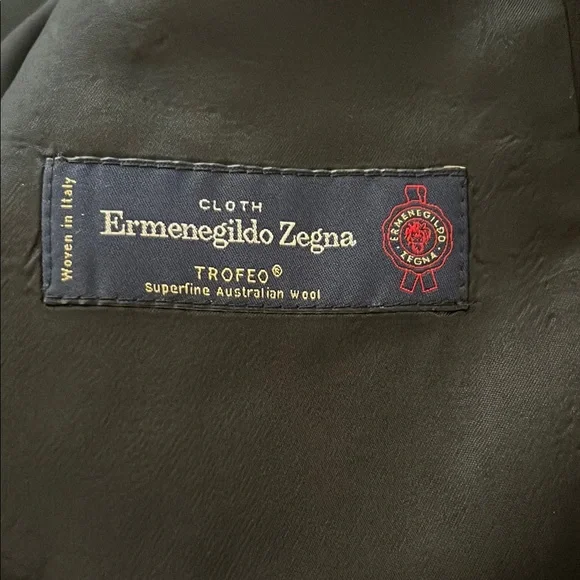 Woven in Italy
CLOTH
Ermenegildo Zegna
TROFEO®
Superfine Australian Wool
ERMENEGILDO
• ZEGNA •